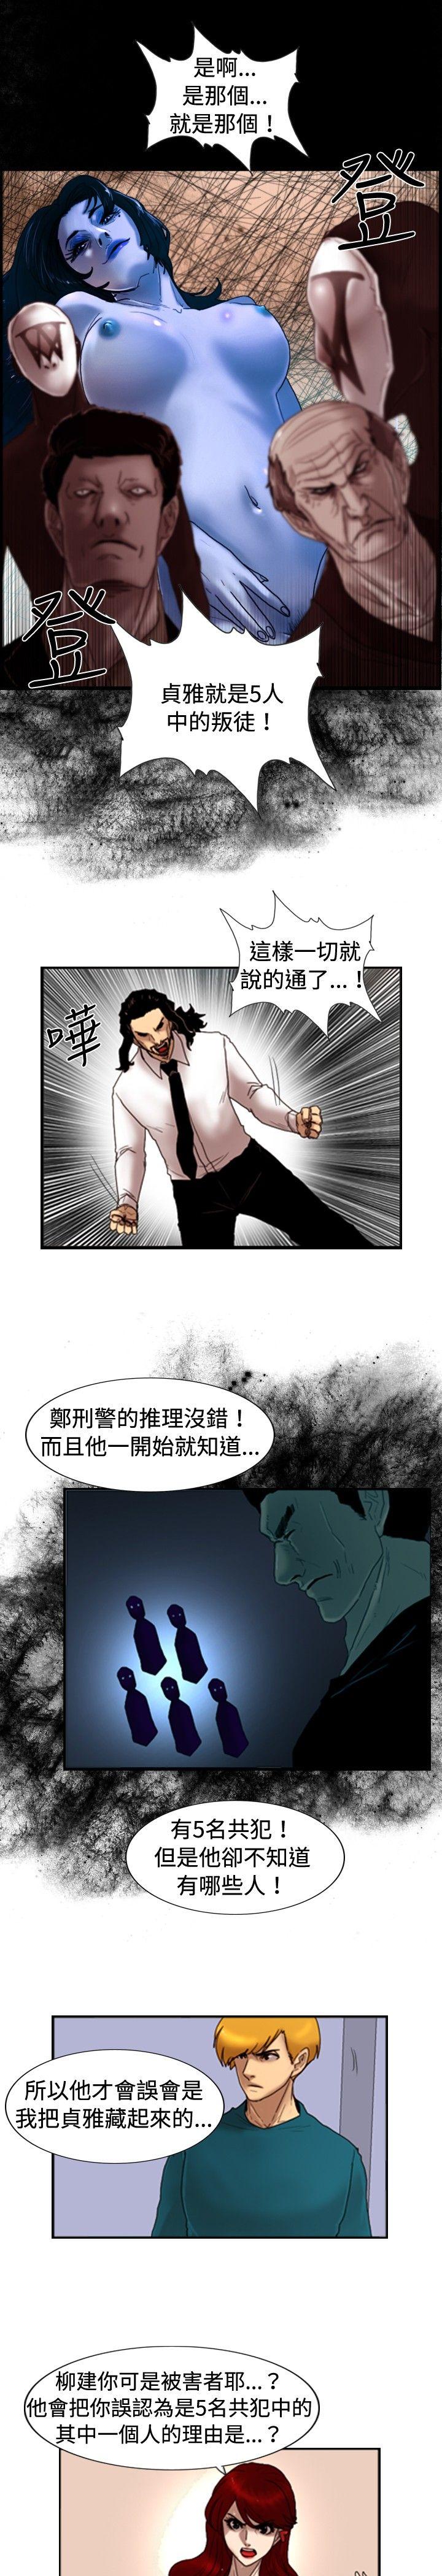 是啊...
是那個...
就是那個！
登
登
貞雅就是5人
中的叛徒！
這樣一切就
說的通了...！
嘩
鄭刑警的推理沒錯！
而且他一開始就知道...
有5名共犯！
但是他卻不知道
有哪些人！
所以他才會誤會是
我把貞雅藏起來的...
柳建你可是被害者耶...？
他會把你誤認為是5名共犯中的
其中一個人的理由是...？